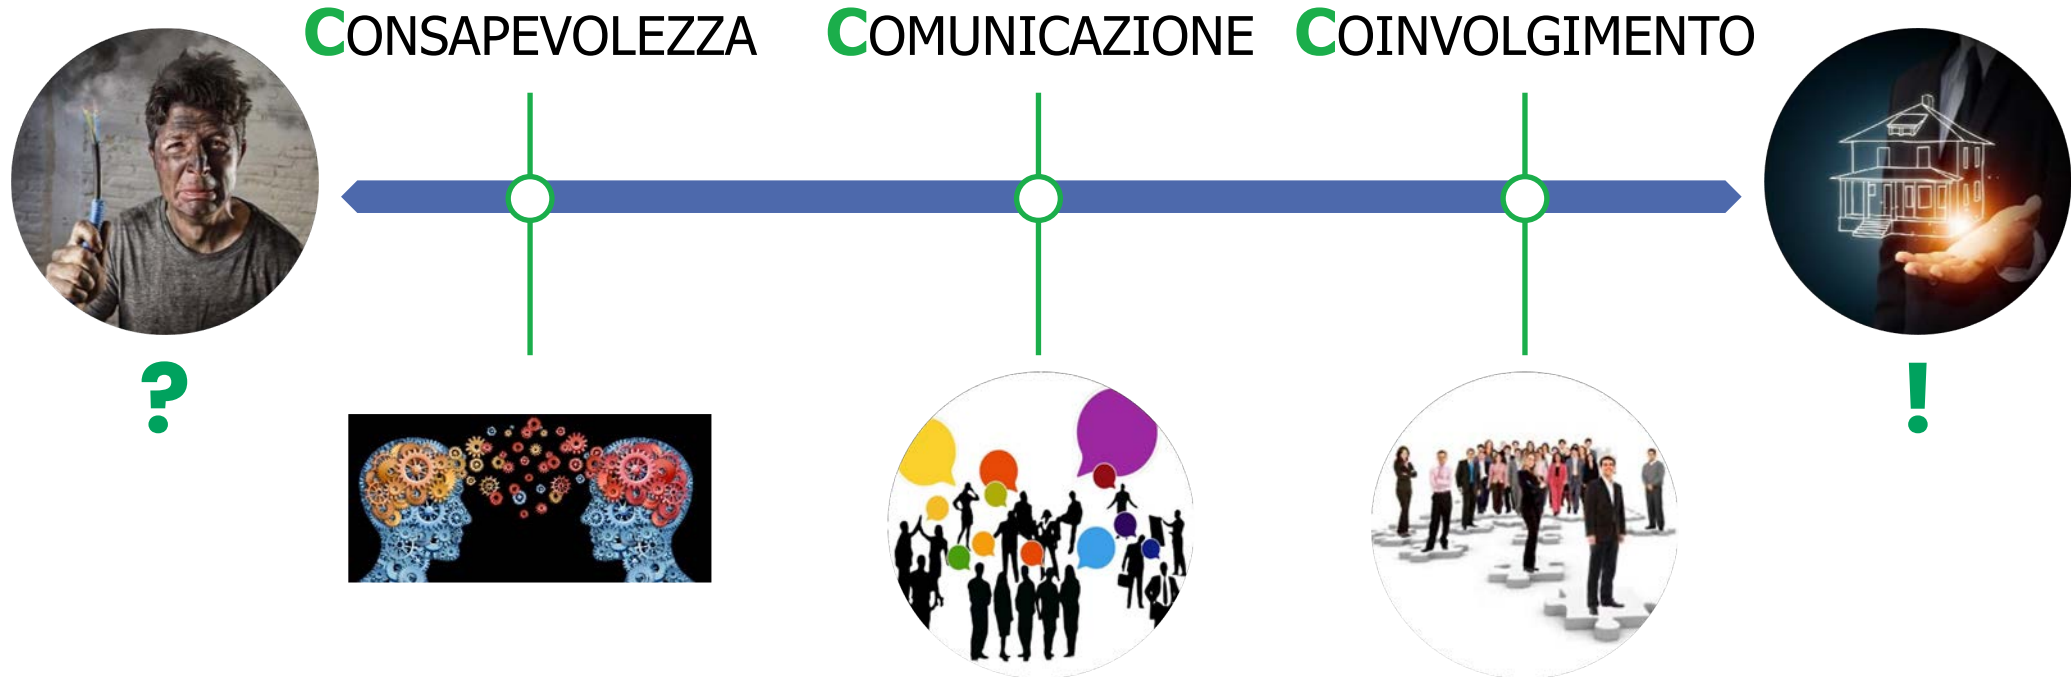 CONSAPEVOLEZZA
COMUNICAZIONE
COINVOLGIMENTO
?
!